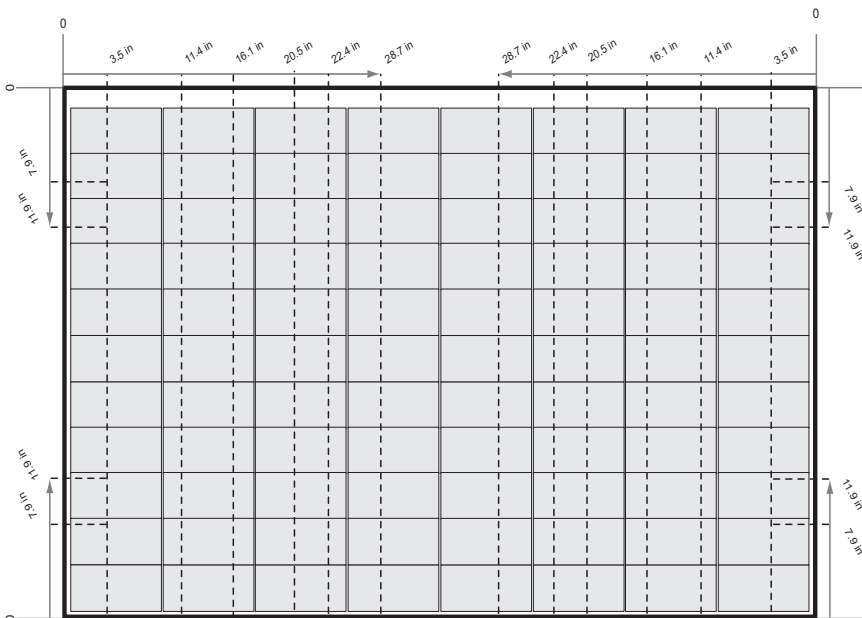 0
0
3.5 in
11.4 in
16.1 in
20.5 in
22.4 in
28.7 in
28.7 in
22.4 in
20.5 in
16.1 in
11.4 in
3.5 in
0
7.9 in
7.9 in
11.9 in
11.9 in
11.9 in
11.9 in
7.9 in
7.9 in
0